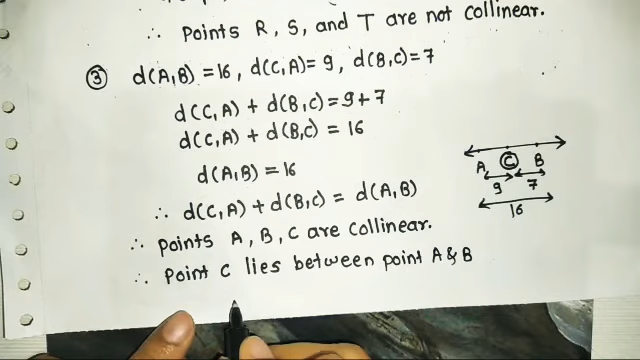 ∴ Points R, S, and T are not collinear.
③ d(A,B) = 16, d(C,A) = 9, d(B,C) = 7
d(C,A) + d(B,C) = 9 + 7
d(C,A) + d(B,C) = 16
d(A,B) = 16
∴ d(C,A) + d(B,C) = d(A,B)
∴ points A, B, C are collinear.
∴ Point C lies between point A & B
A C B
9 7
16